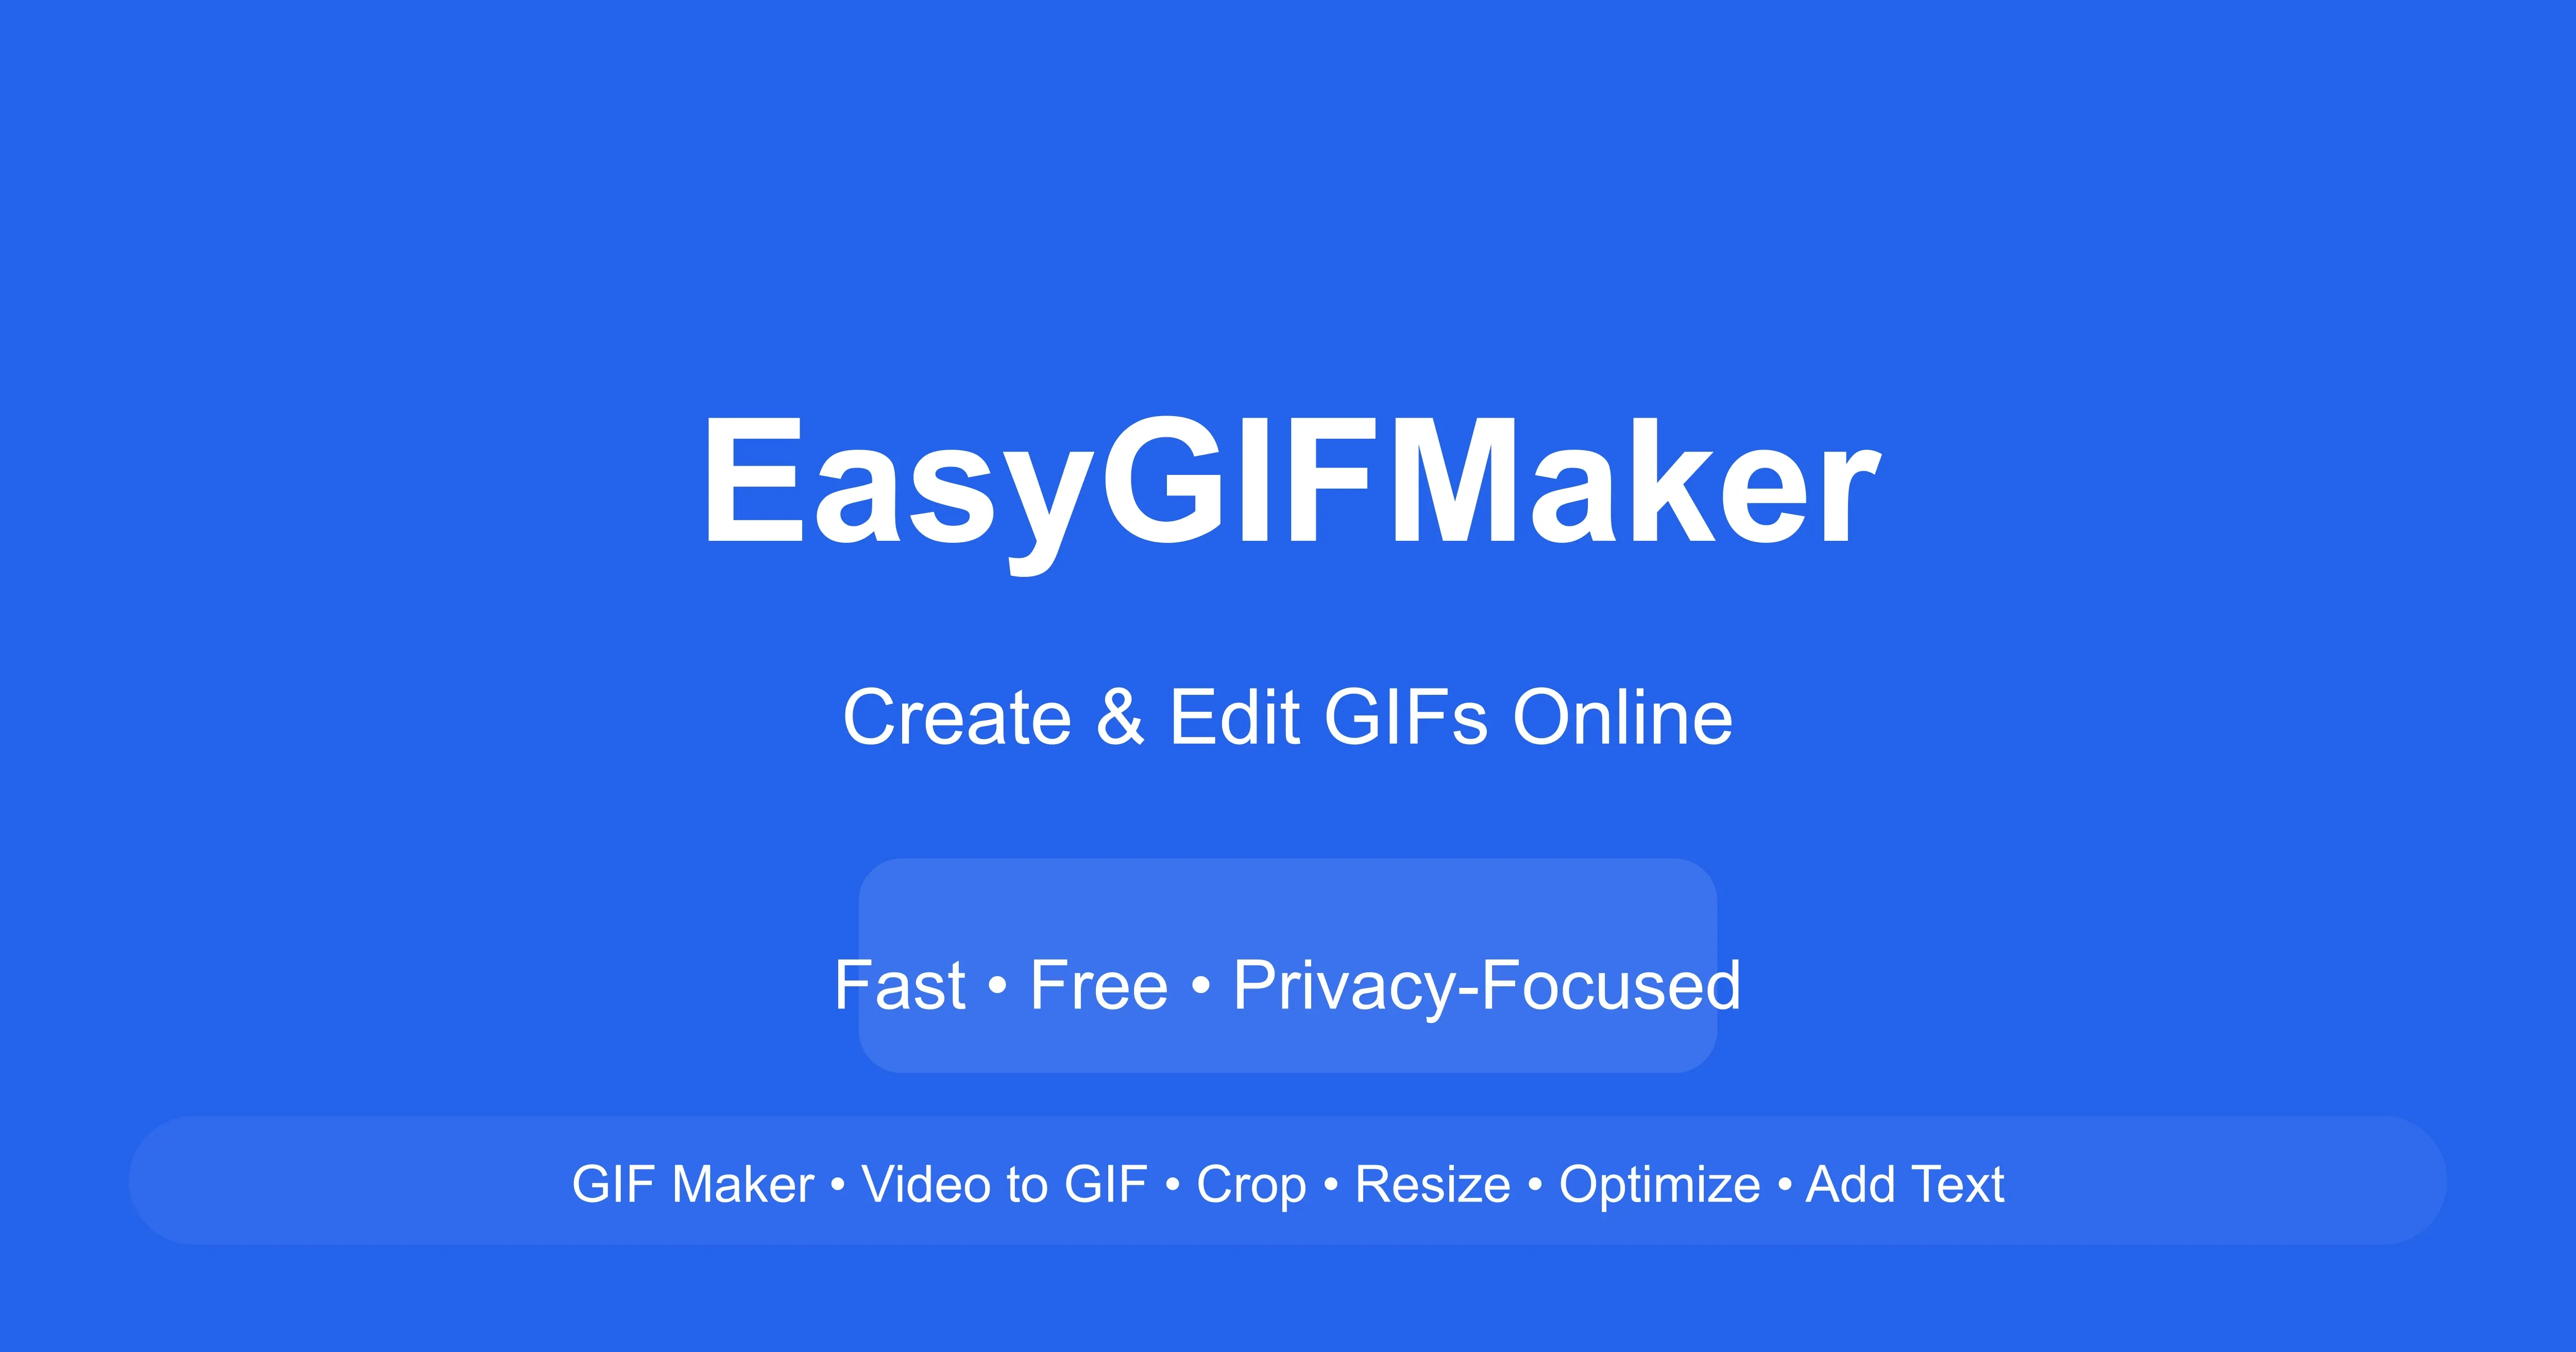 EasyGIFMaker
Create & Edit GIFs Online
Fast • Free • Privacy-Focused
GIF Maker • Video to GIF • Crop • Resize • Optimize • Add Text